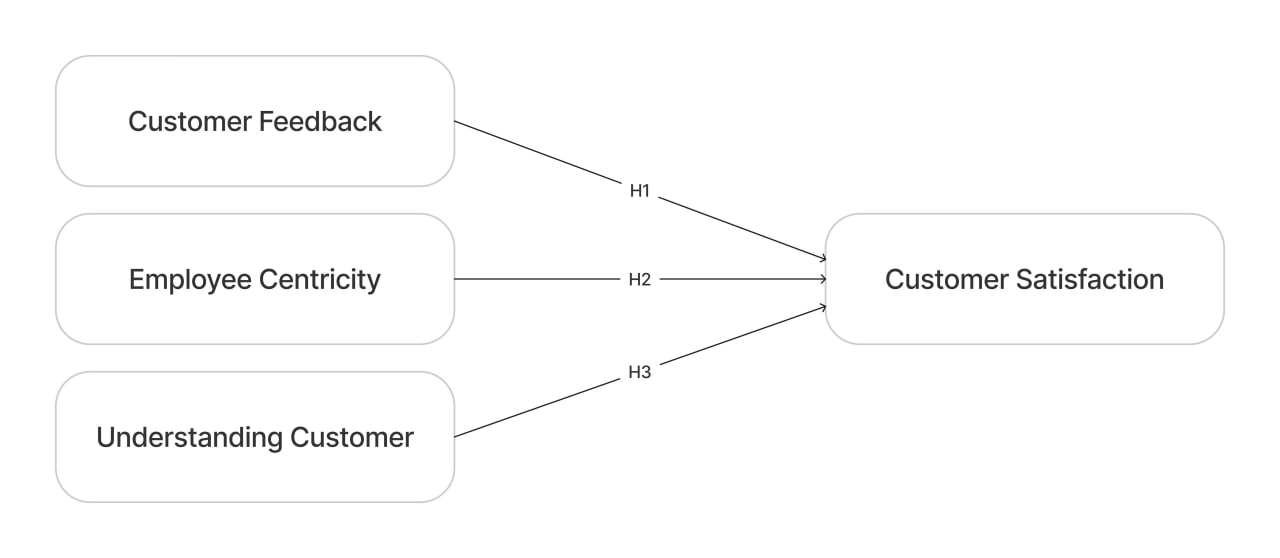 Customer Feedback
H1
Employee Centricity
H2
Customer Satisfaction
H3
Understanding Customer